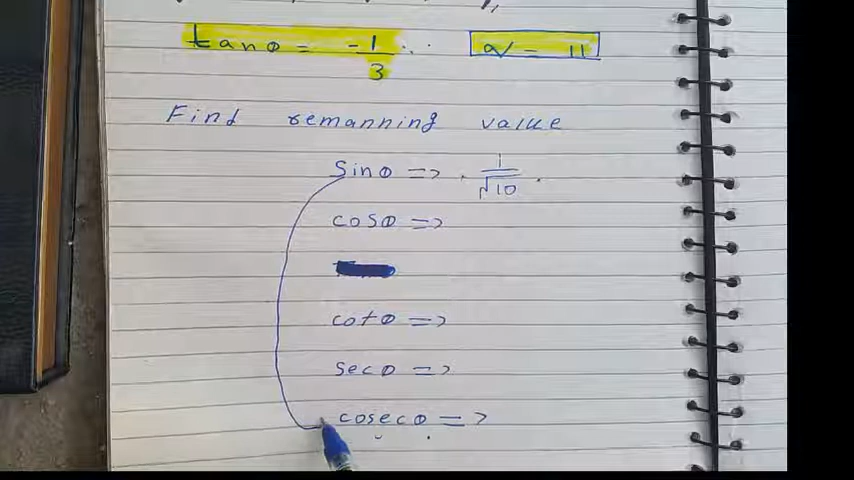 tanθ = -1/3 ∴ θ/ = II
Find remanning value
Sinθ => 1/√10
cosθ =>
cotθ =>
secθ =>
cosecθ =>